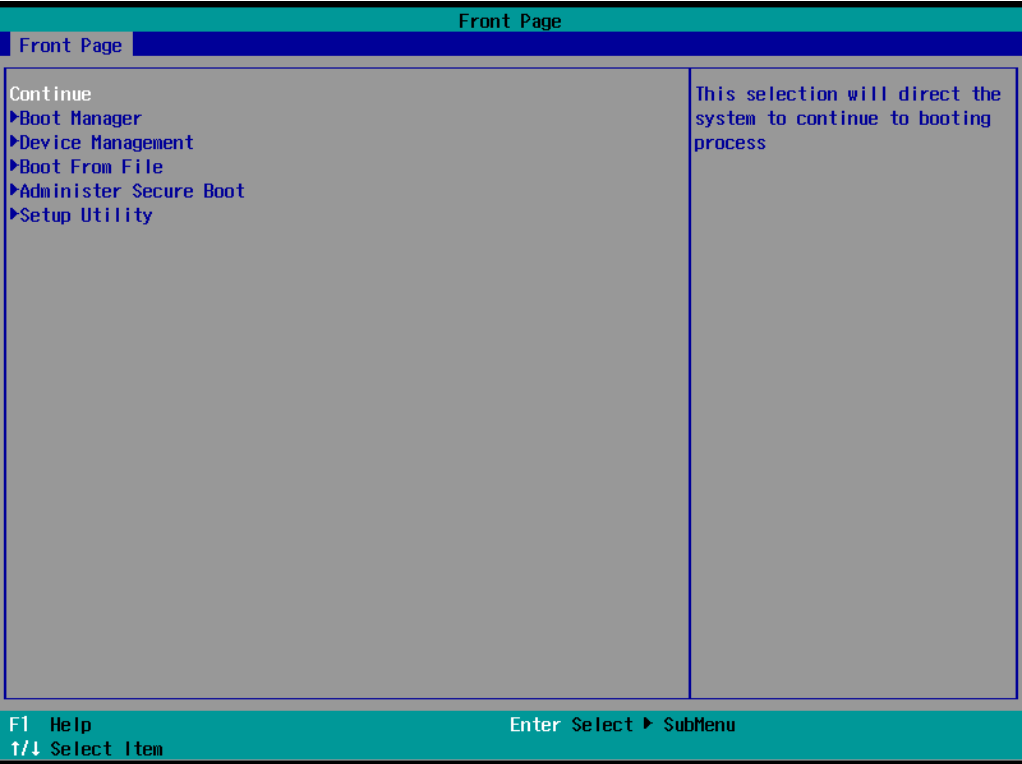 Front Page
Front Page
Continue
▶Boot Manager
▶Device Management
▶Boot From File
▶Administer Secure Boot
▶Setup Utility
This selection will direct the
system to continue to booting
process
F1 Help
Enter Select ▶ SubMenu
↑/↓ Select Item